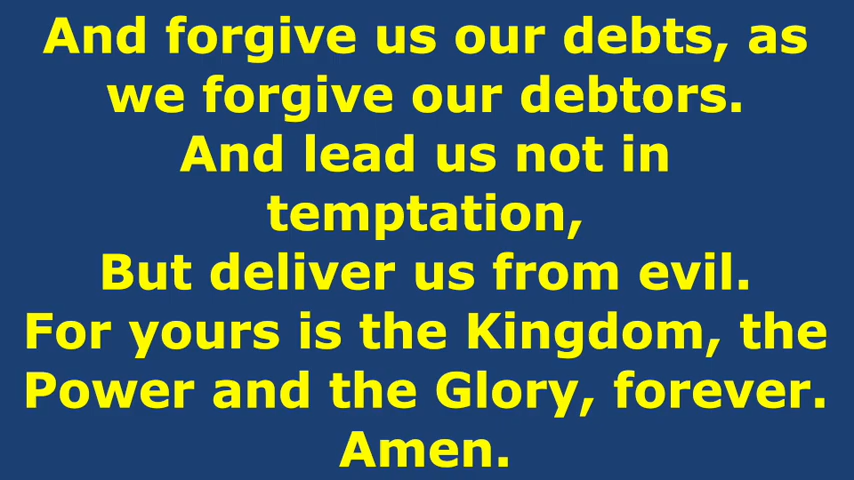 And forgive us our debts, as
we forgive our debtors.
And lead us not in
temptation,
But deliver us from evil.
For yours is the Kingdom, the
Power and the Glory, forever.
Amen.